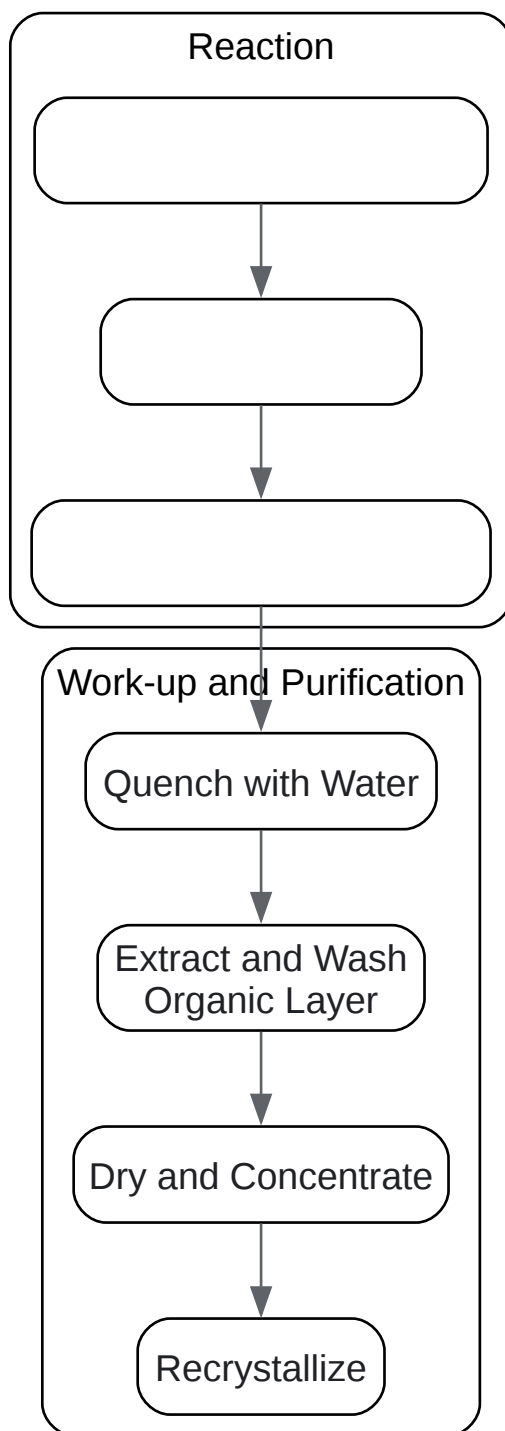 Reaction
Work-up and Purification
Quench with Water
Extract and Wash
Organic Layer
Dry and Concentrate
Recrystallize